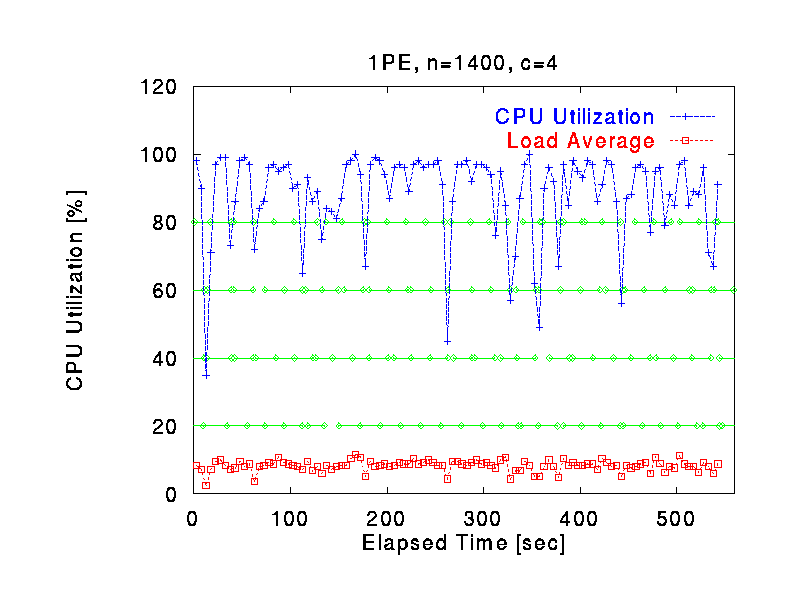 1PE, n=1400, c=4
120
CPU Utilization
Load Average
100
80
60
40
20
0
CPU Utilization [%]
0 100 200 300 400 500
Elapsed Time [sec]